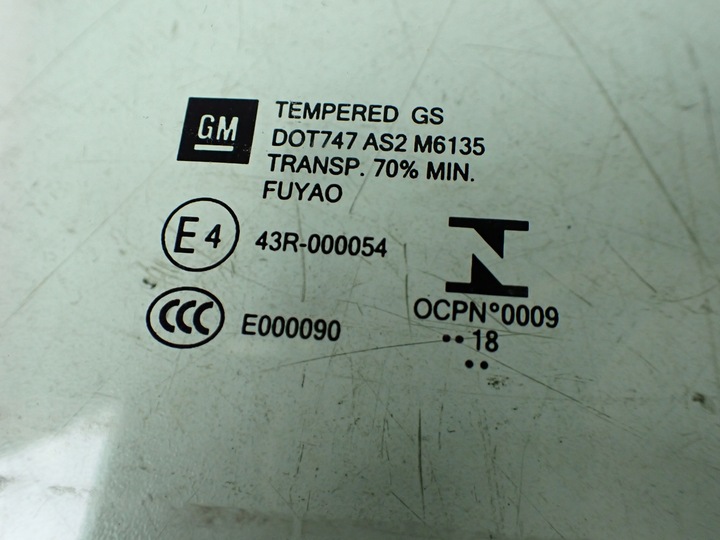 GM
TEMPERED GS
DOT747 AS2 M6135
TRANSP. 70% MIN.
FUYAO
E4 43R-000054
CCC E000090
OCPN°0009
•• 18
••